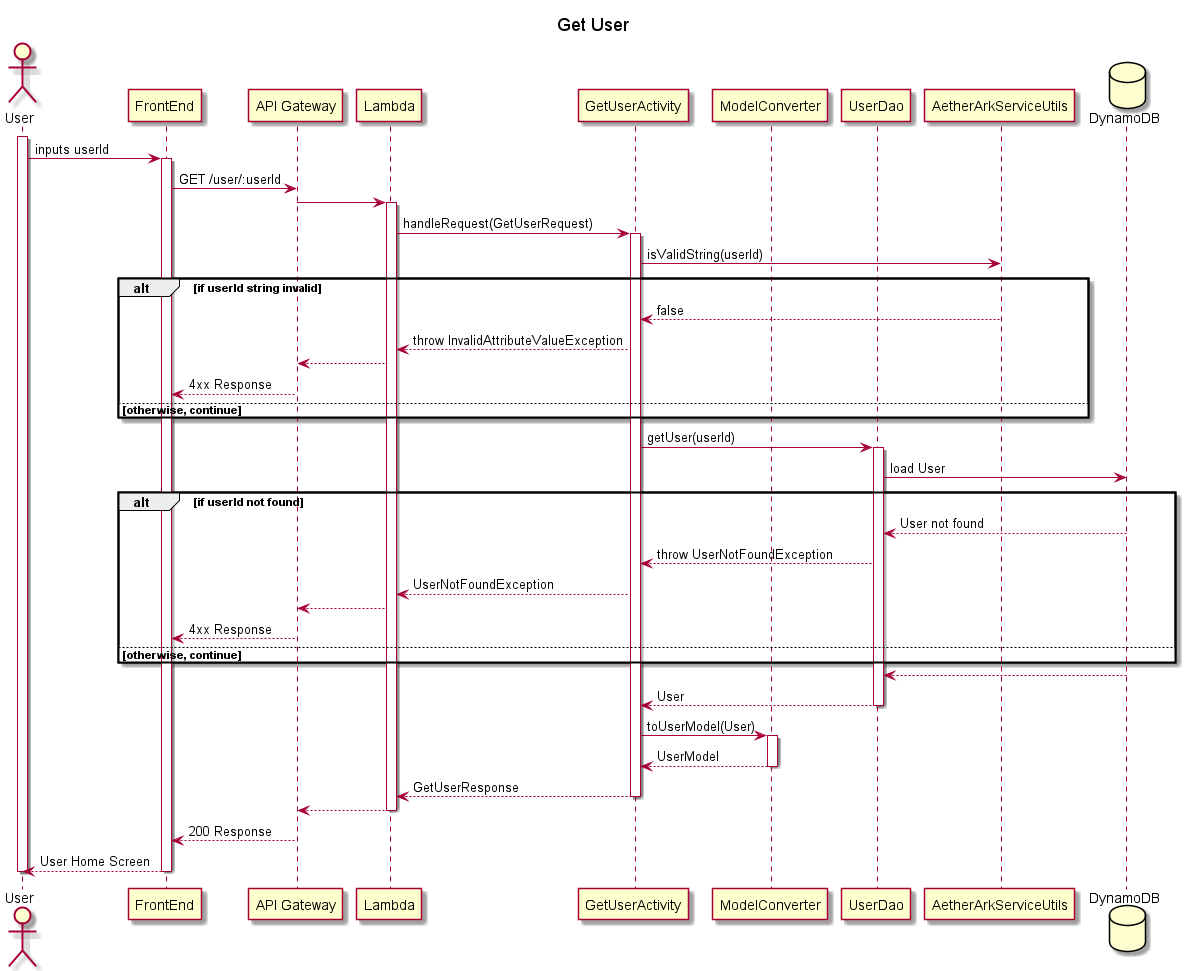 Get User
User
FrontEnd
API Gateway
Lambda
GetUserActivity
ModelConverter
UserDao
AetherArkServiceUtils
DynamoDB
inputs userId
GET /user/:userId
handleRequest(GetUserRequest)
isValidString(userId)
alt [if userId string invalid]
false
throw InvalidAttributeValueException
4xx Response
[otherwise, continue]
getUser(userId)
load User
alt [if userId not found]
User not found
throw UserNotFoundException
UserNotFoundException
4xx Response
[otherwise, continue]
User
toUserModel(User)
UserModel
GetUserResponse
200 Response
User Home Screen
User
FrontEnd
API Gateway
Lambda
GetUserActivity
ModelConverter
UserDao
AetherArkServiceUtils
DynamoDB